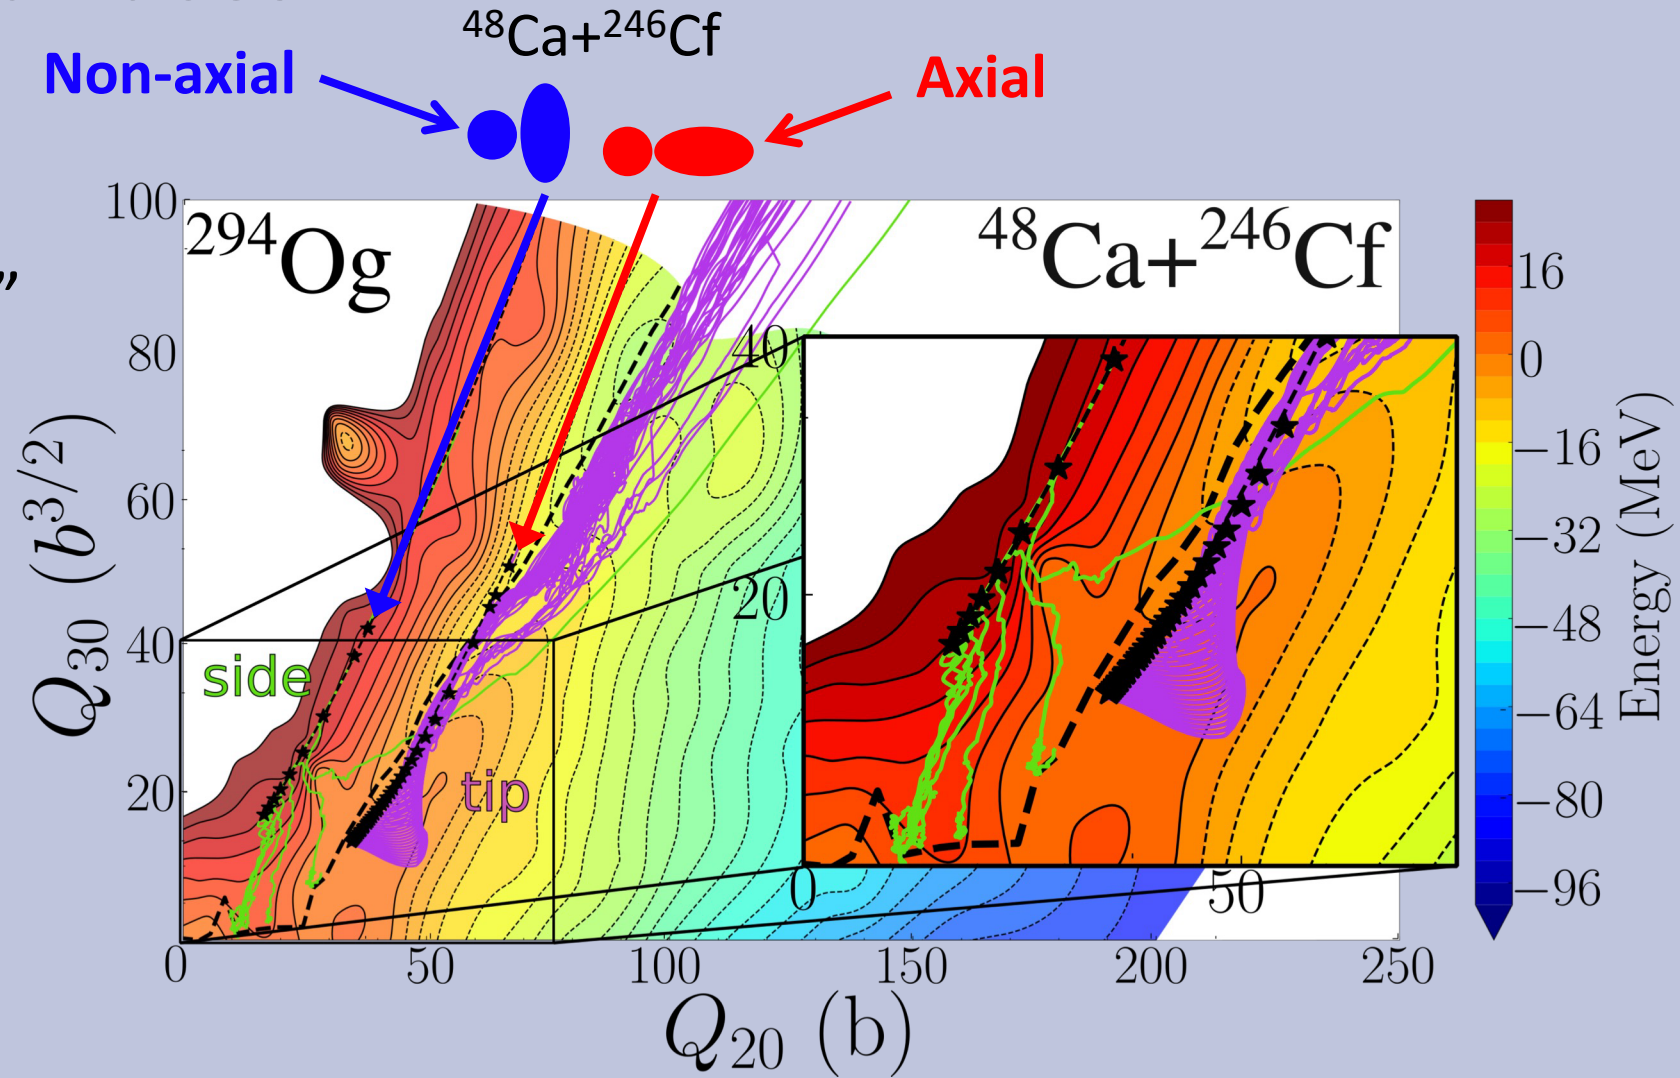 ⁴⁸Ca+²⁴⁶Cf
Non-axial
Axial
”
²⁹⁴Og
⁴⁸Ca+²⁴⁶Cf
100
80
60
40
20
Q₃₀ (b³/²)
side
tip
40
20
0
50
0
50
100
150
200
250
Q₂₀ (b)
16
0
−16
−32
−48
−64
−80
−96
Energy (MeV)